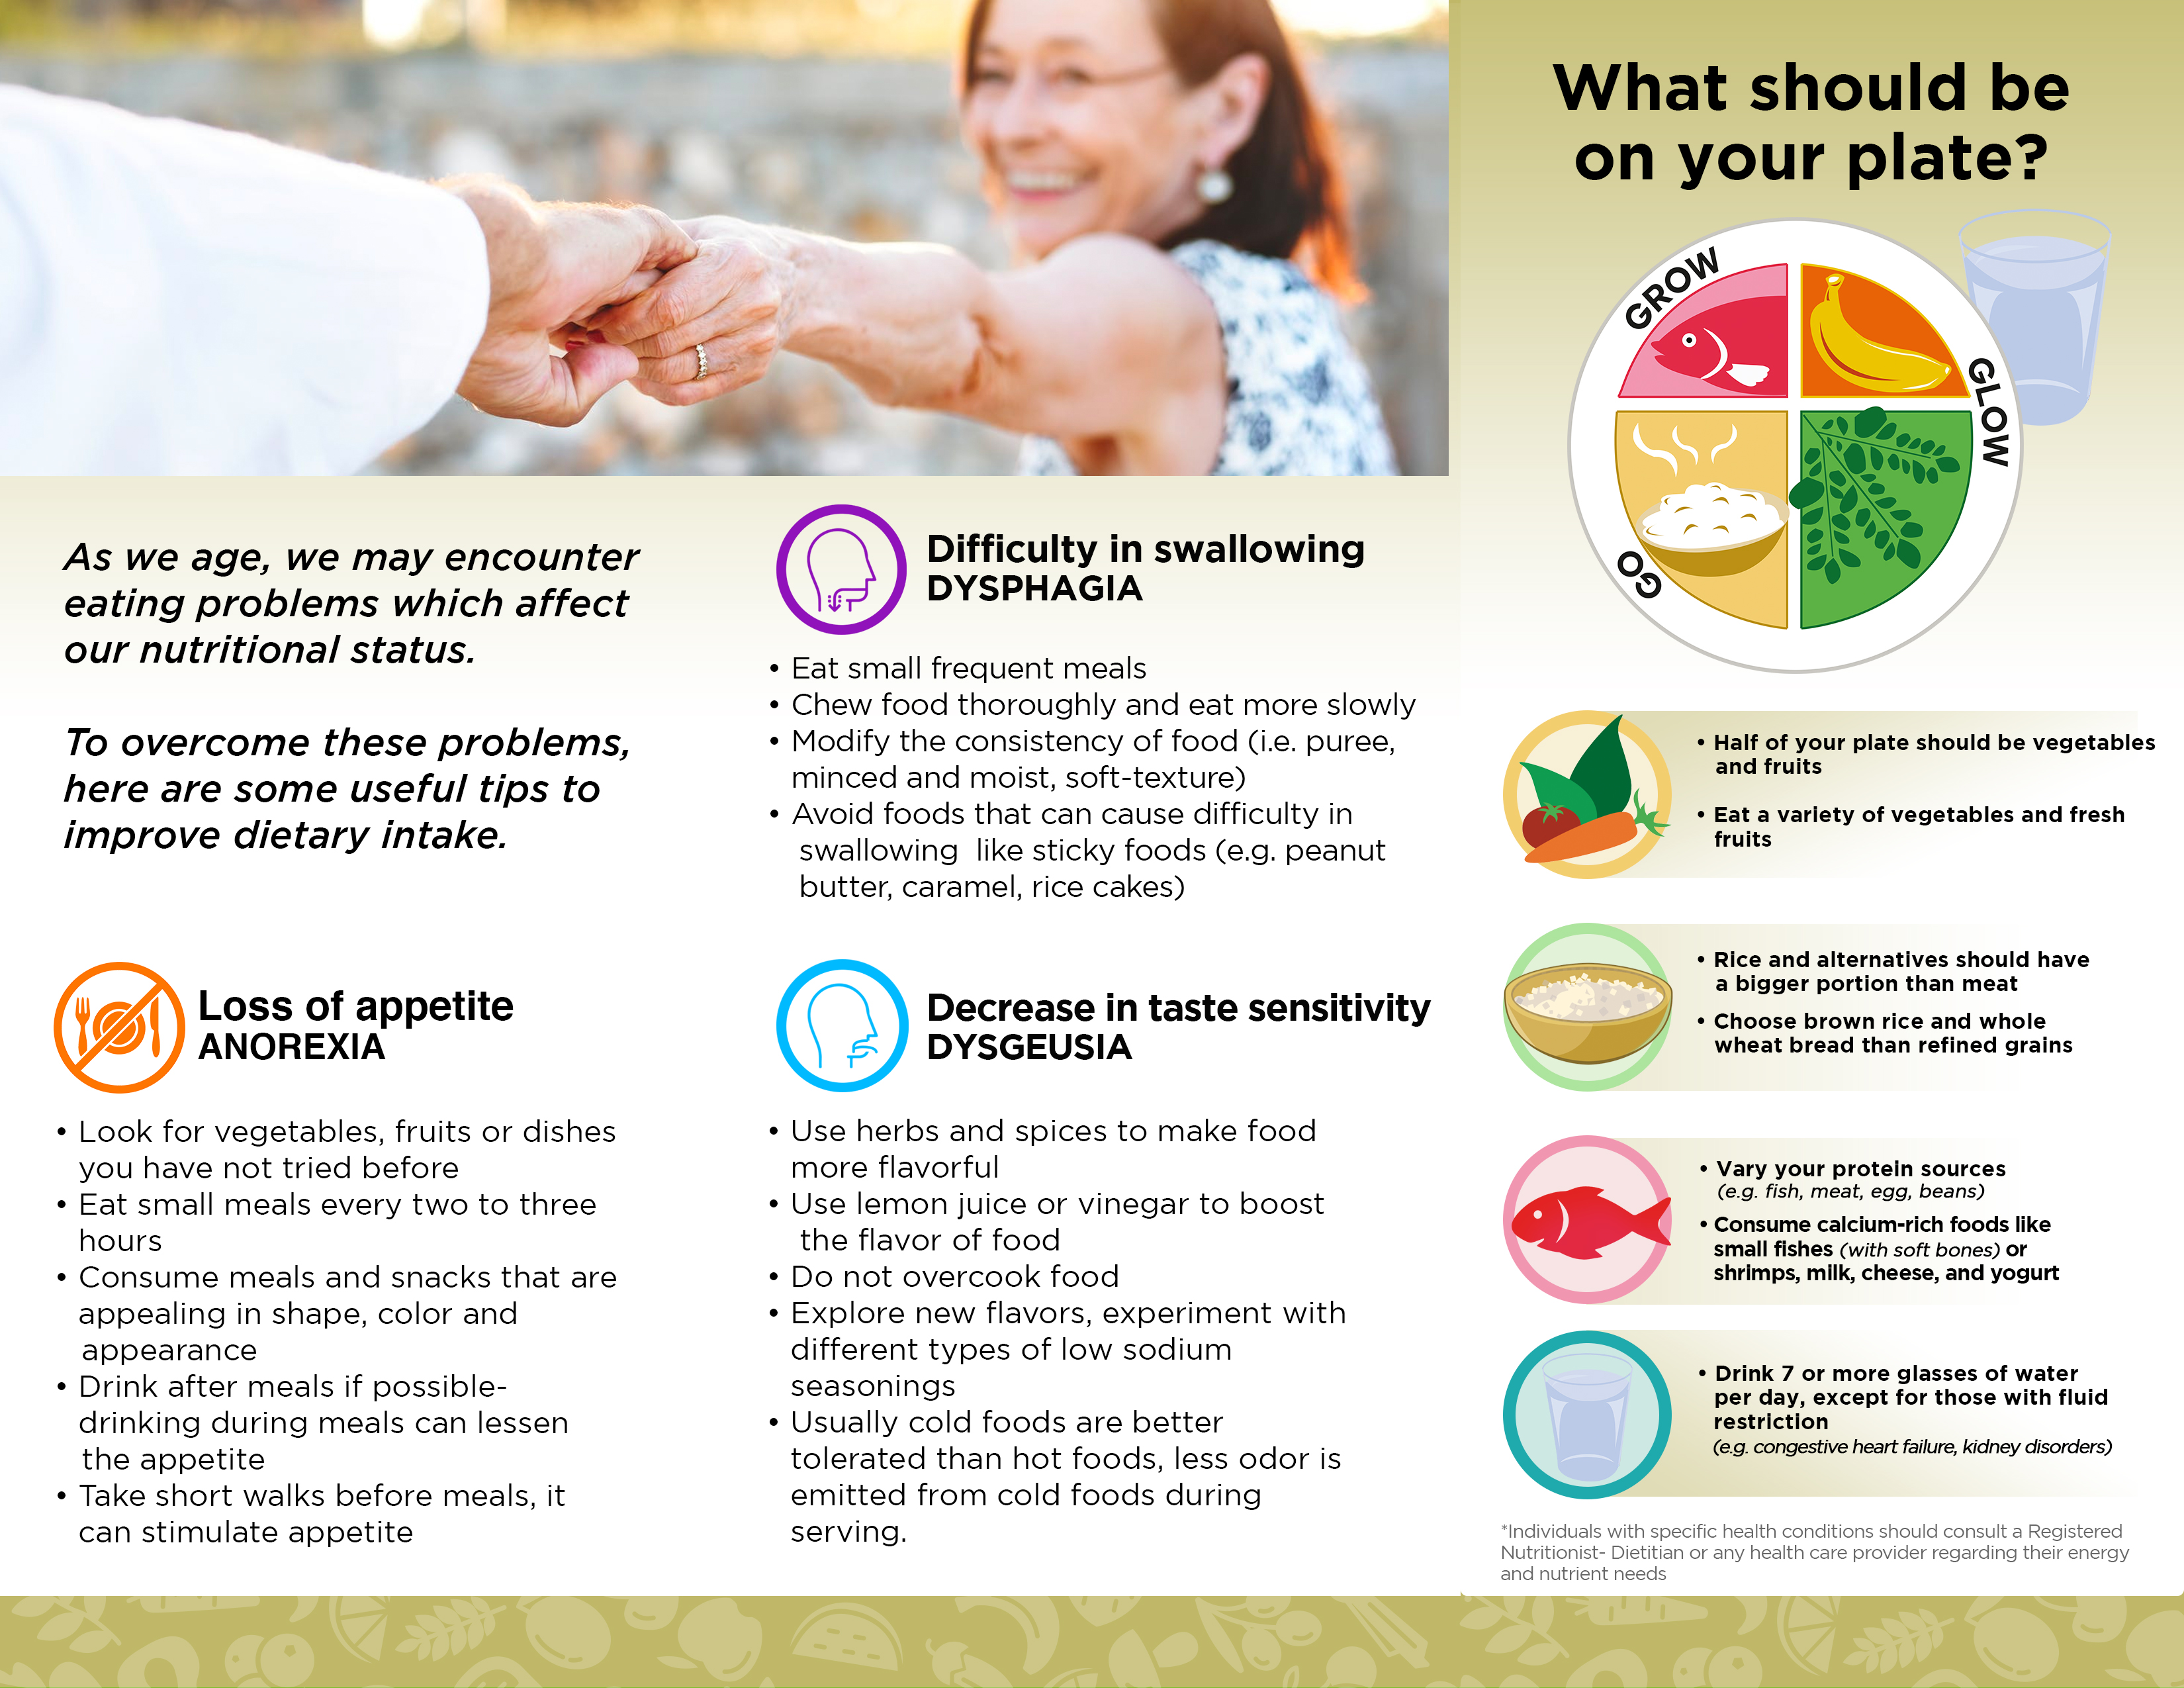 As we age, we may encounter
eating problems which affect
our nutritional status.
To overcome these problems,
here are some useful tips to
improve dietary intake.
Loss of appetite
ANOREXIA
• Look for vegetables, fruits or dishes
you have not tried before
• Eat small meals every two to three
hours
• Consume meals and snacks that are
appealing in shape, color and
appearance
• Drink after meals if possible-
drinking during meals can lessen
the appetite
• Take short walks before meals, it
can stimulate appetite
Difficulty in swallowing
DYSPHAGIA
• Eat small frequent meals
• Chew food thoroughly and eat more slowly
• Modify the consistency of food (i.e. puree,
minced and moist, soft-texture)
• Avoid foods that can cause difficulty in
swallowing like sticky foods (e.g. peanut
butter, caramel, rice cakes)
Decrease in taste sensitivity
DYSGEUSIA
• Use herbs and spices to make food
more flavorful
• Use lemon juice or vinegar to boost
the flavor of food
• Do not overcook food
• Explore new flavors, experiment with
different types of low sodium
seasonings
• Usually cold foods are better
tolerated than hot foods, less odor is
emitted from cold foods during
serving.
What should be
on your plate?
GROW
GLOW
GO
• Half of your plate should be vegetables
and fruits
• Eat a variety of vegetables and fresh
fruits
• Rice and alternatives should have
a bigger portion than meat
• Choose brown rice and whole
wheat bread than refined grains
• Vary your protein sources
(e.g. fish, meat, egg, beans)
• Consume calcium-rich foods like
small fishes (with soft bones) or
shrimps, milk, cheese, and yogurt
• Drink 7 or more glasses of water
per day, except for those with fluid
restriction
(e.g. congestive heart failure, kidney disorders)
*Individuals with specific health conditions should consult a Registered
Nutritionist- Dietitian or any health care provider regarding their energy
and nutrient needs